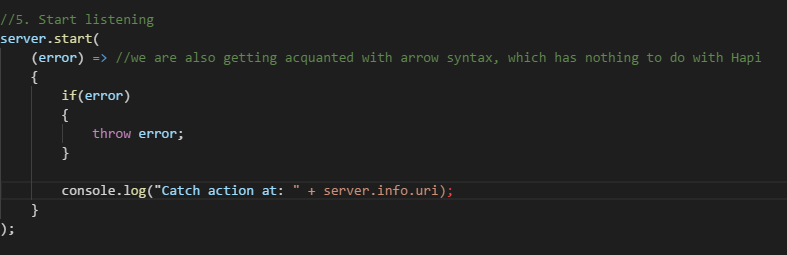 //5. Start listening
server.start(
(error) => //we are also getting acquanted with arrow syntax, which has nothing to do with Hapi
{
if(error)
{
throw error;
}
console.log("Catch action at: " + server.info.uri);
}
);